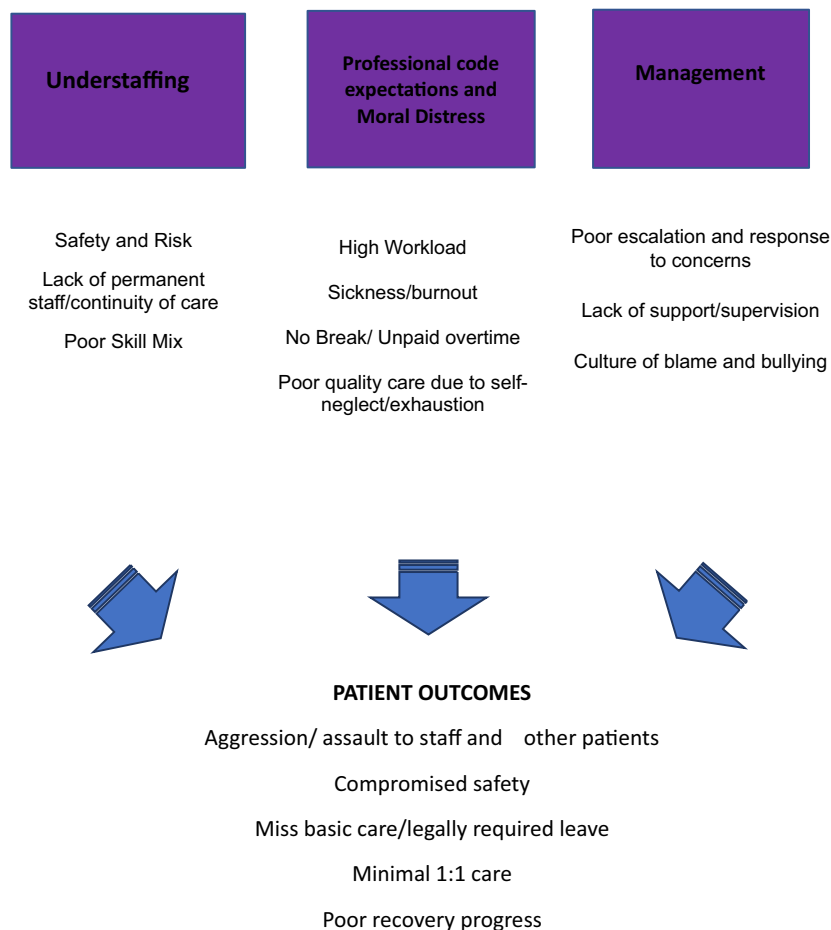 Understaffing
Professional code
expectations and
Moral Distress
Management
Safety and Risk
Lack of permanent
staff/continuity of care
Poor Skill Mix
High Workload
Sickness/burnout
No Break/ Unpaid overtime
Poor quality care due to self-
neglect/exhaustion
Poor escalation and response
to concerns
Lack of support/supervision
Culture of blame and bullying
PATIENT OUTCOMES
Aggression/ assault to staff and other patients
Compromised safety
Miss basic care/legally required leave
Minimal 1:1 care
Poor recovery progress